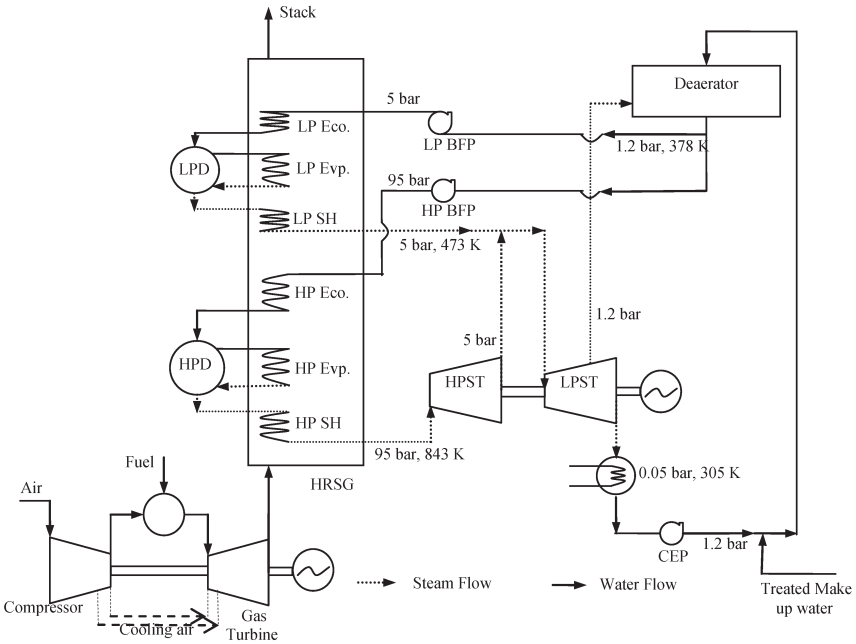 Stack
Deaerator
5 bar
LP Eco.
LP BFP
1.2 bar, 378 K
LPD
LP Evp.
95 bar
HP BFP
LP SH
5 bar, 473 K
HP Eco.
1.2 bar
5 bar
HPD
HP Evp.
HPST
LPST
HP SH
95 bar, 843 K
Fuel
HRSG
0.05 bar, 305 K
Air
CEP
1.2 bar
Steam Flow
Water Flow
Treated Make
up water
Compressor
Cooling air
Gas
Turbine